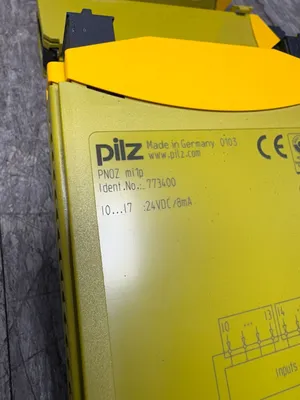 pilz Made in Germany 0103
www.pilz.com
PNOZ mi1p
Ident.No.: 773400
I0...I7 :24VDC/8mA
CE
I0 ... I3 I4
Inputs